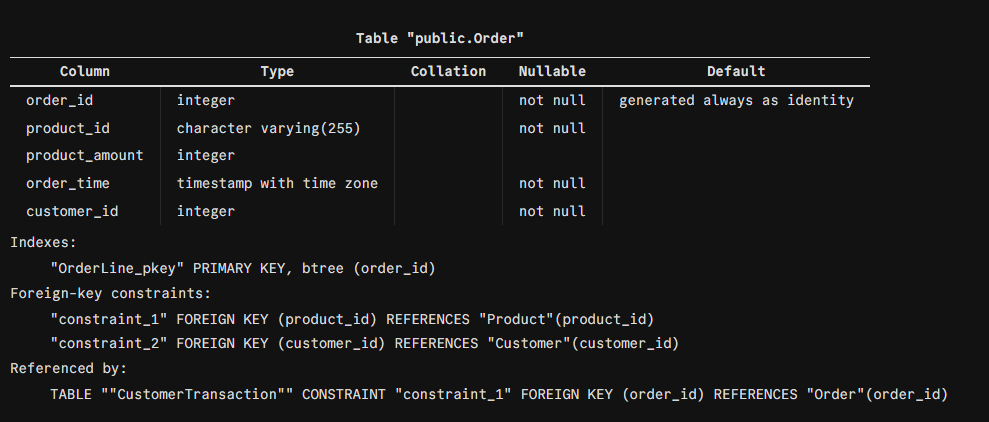 Table "public.Order"
Column Type Collation Nullable Default
order_id integer not null generated always as identity
product_id character varying(255) not null
product_amount integer
order_time timestamp with time zone not null
customer_id integer not null
Indexes:
"OrderLine_pkey" PRIMARY KEY, btree (order_id)
Foreign-key constraints:
"constraint_1" FOREIGN KEY (product_id) REFERENCES "Product"(product_id)
"constraint_2" FOREIGN KEY (customer_id) REFERENCES "Customer"(customer_id)
Referenced by:
TABLE ""CustomerTransaction"" CONSTRAINT "constraint_1" FOREIGN KEY (order_id) REFERENCES "Order"(order_id)